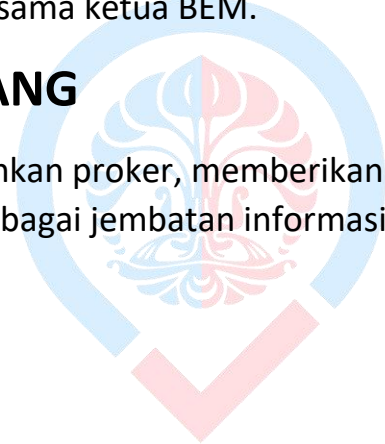 sama ketua BEM.
ANG
nkan proker, memberikan
bagai jembatan informasi